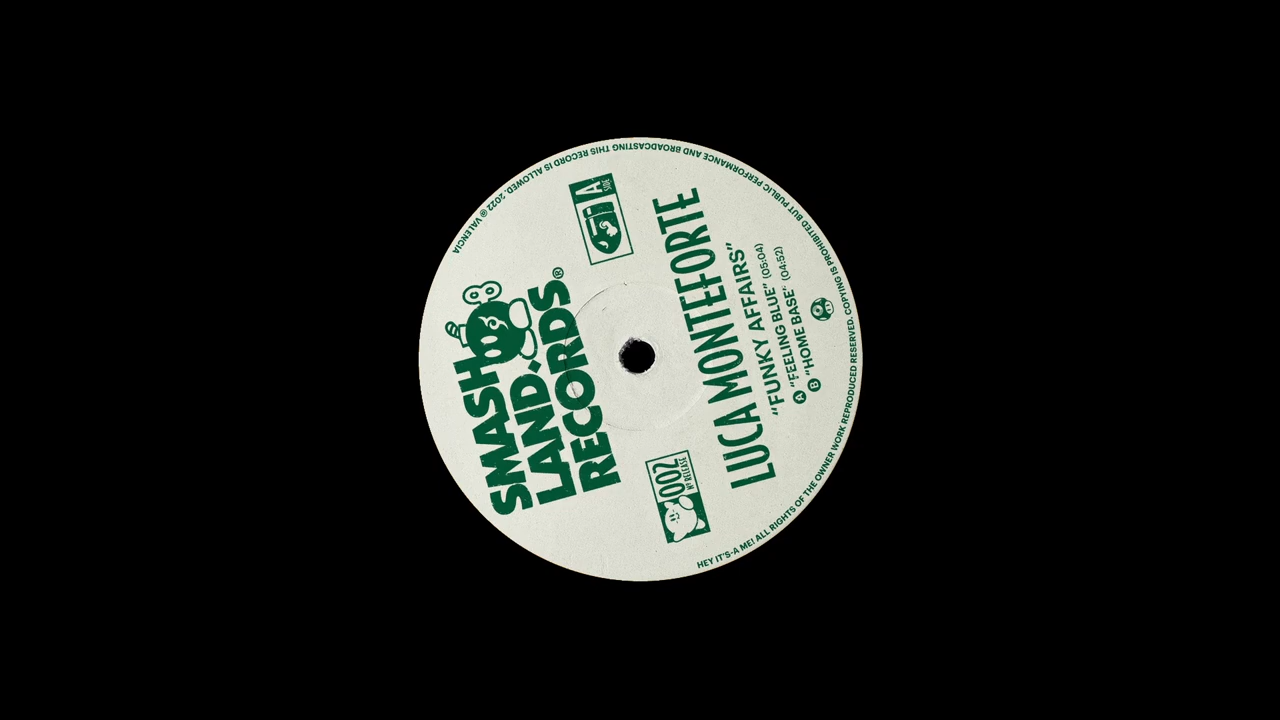 SMASH
LAND.
RECORDS®
A
SIDE
002
Nº RELEASE
LUCA MONTEFORTE
"FUNKY AFFAIRS"
A "FEELING BLUE" (05:04)
B "HOME BASE" (04:52)
HEY IT'S-A ME! ALL RIGHTS OF THE OWNER WORK REPRODUCED RESERVED. COPYING IS PROHIBITED BUT PUBLIC PERFORMANCE AND BROADCASTING THIS RECORD IS ALLOWED. 2022 @ VALENCIA